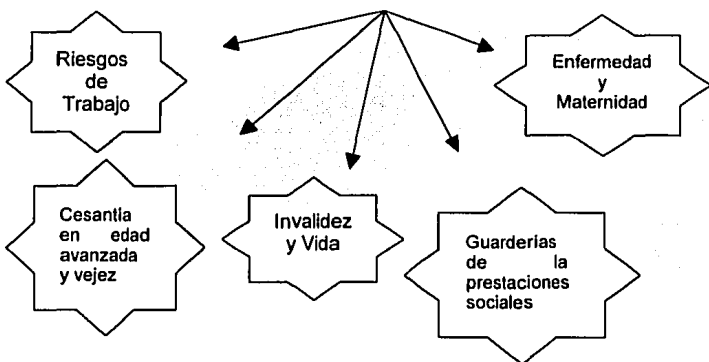 Riesgos
de
Trabajo
Enfermedad
y
Maternidad
Cesantía
en edad
avanzada
y vejez
Invalidez
y Vida
Guarderías
de la
prestaciones
sociales